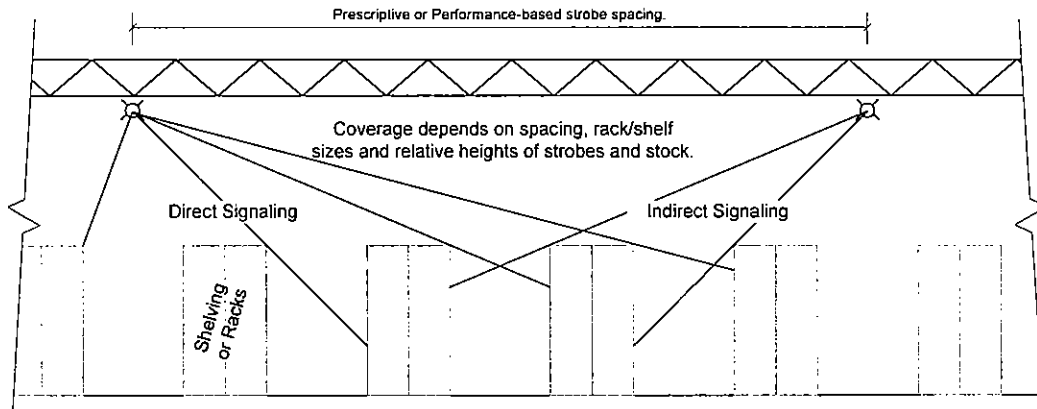 Prescriptive or Performance-based strobe spacing.
Coverage depends on spacing, rack/shelf
sizes and relative heights of strobes and stock.
Direct Signaling
Indirect Signaling
Shelving
or Racks